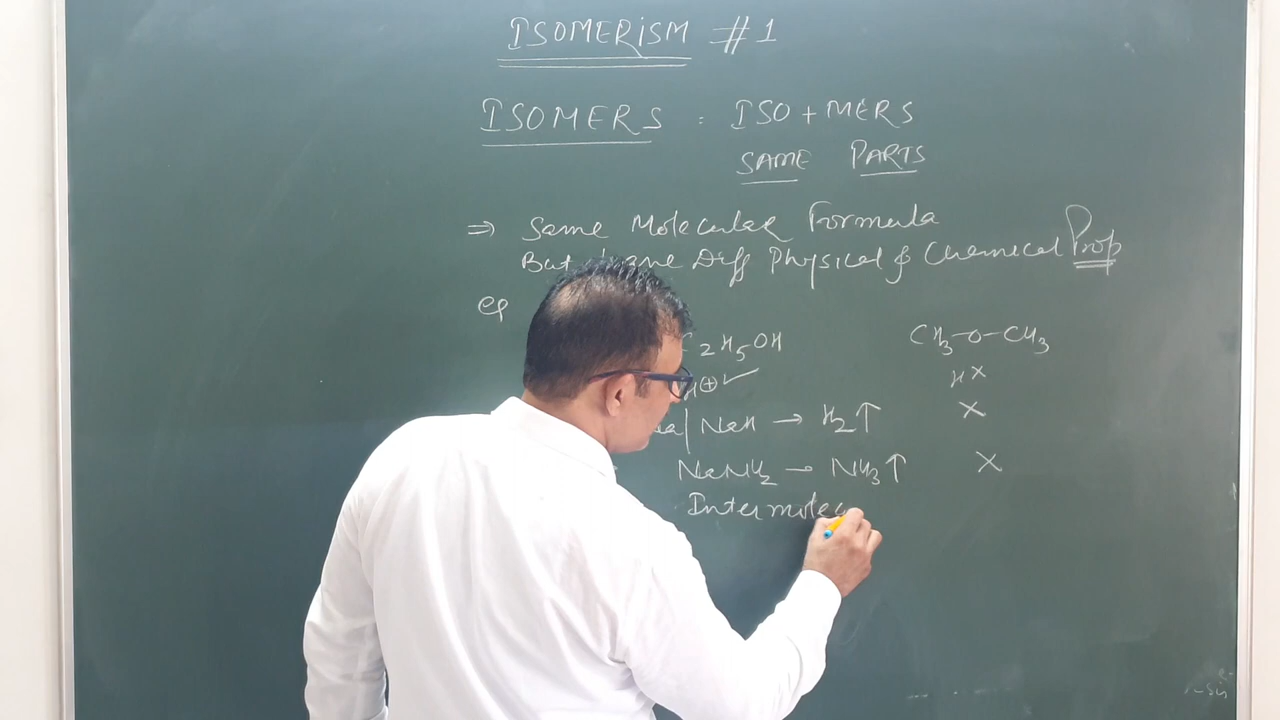 ISOMERiSM #1
ISOMERS : ISO + MERS
SAME PARTS
⇒ Same Molecular Formula
But Have Diff Physical & Chemical Prop
eg
C2H5OH CH3-O-CH3
H⊕ ✓ H X
Na/NaH → H2↑ X
NaNH2 → NH3↑ X
Intermolec